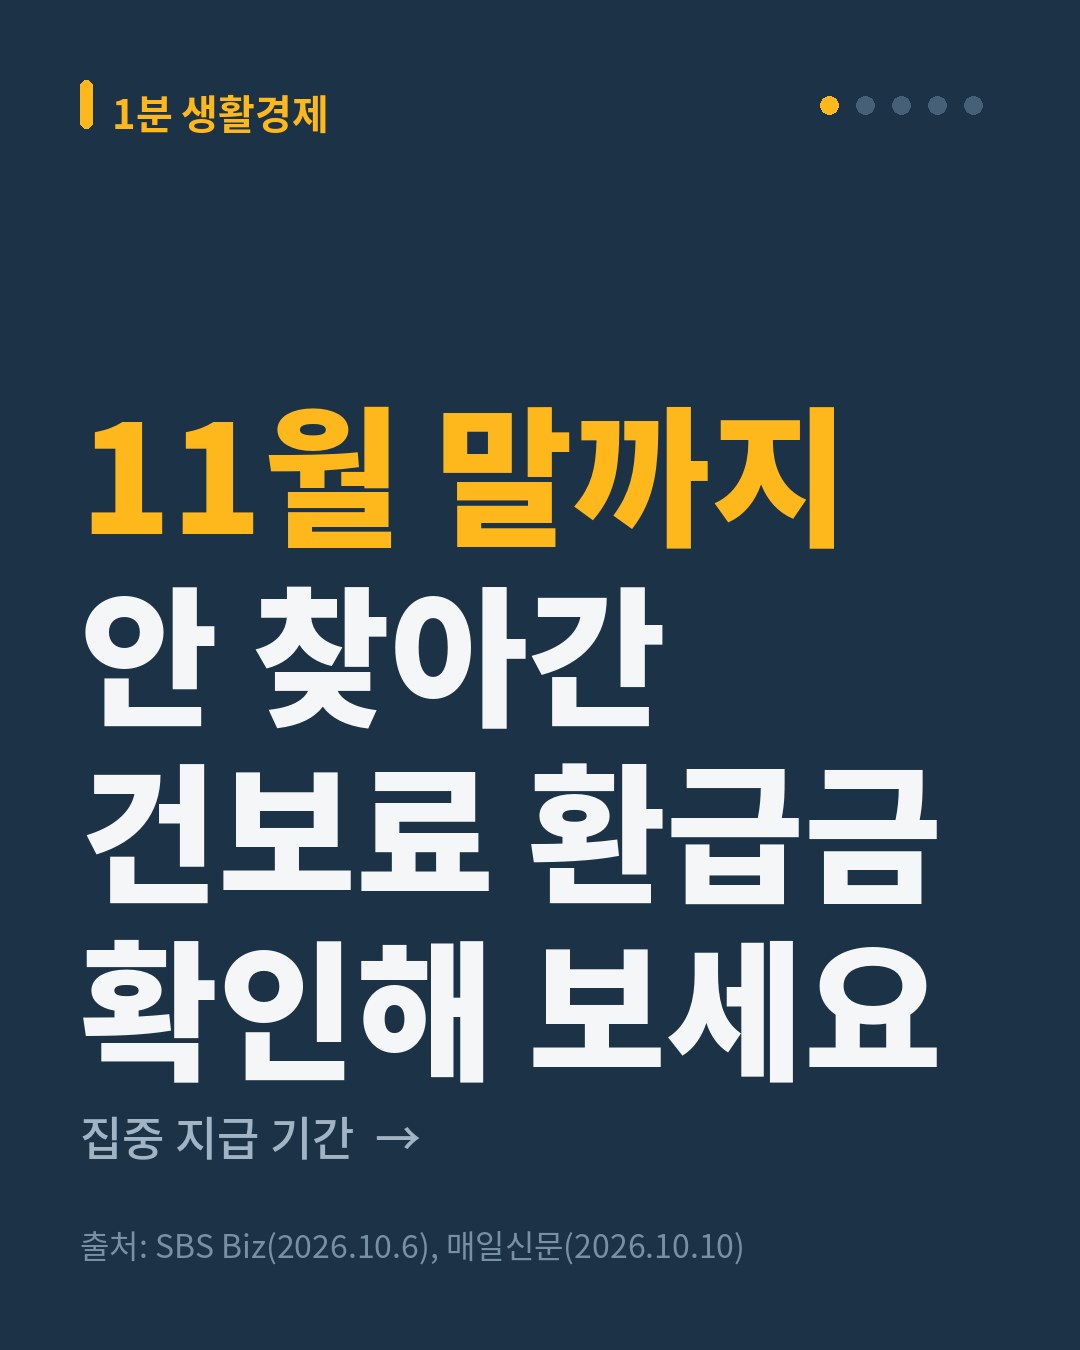 1분 생활경제
11월 말까지
안 찾아간
건보료 환급금
확인해 보세요
집중 지급 기간 →
출처: SBS Biz(2026.10.6), 매일신문(2026.10.10)